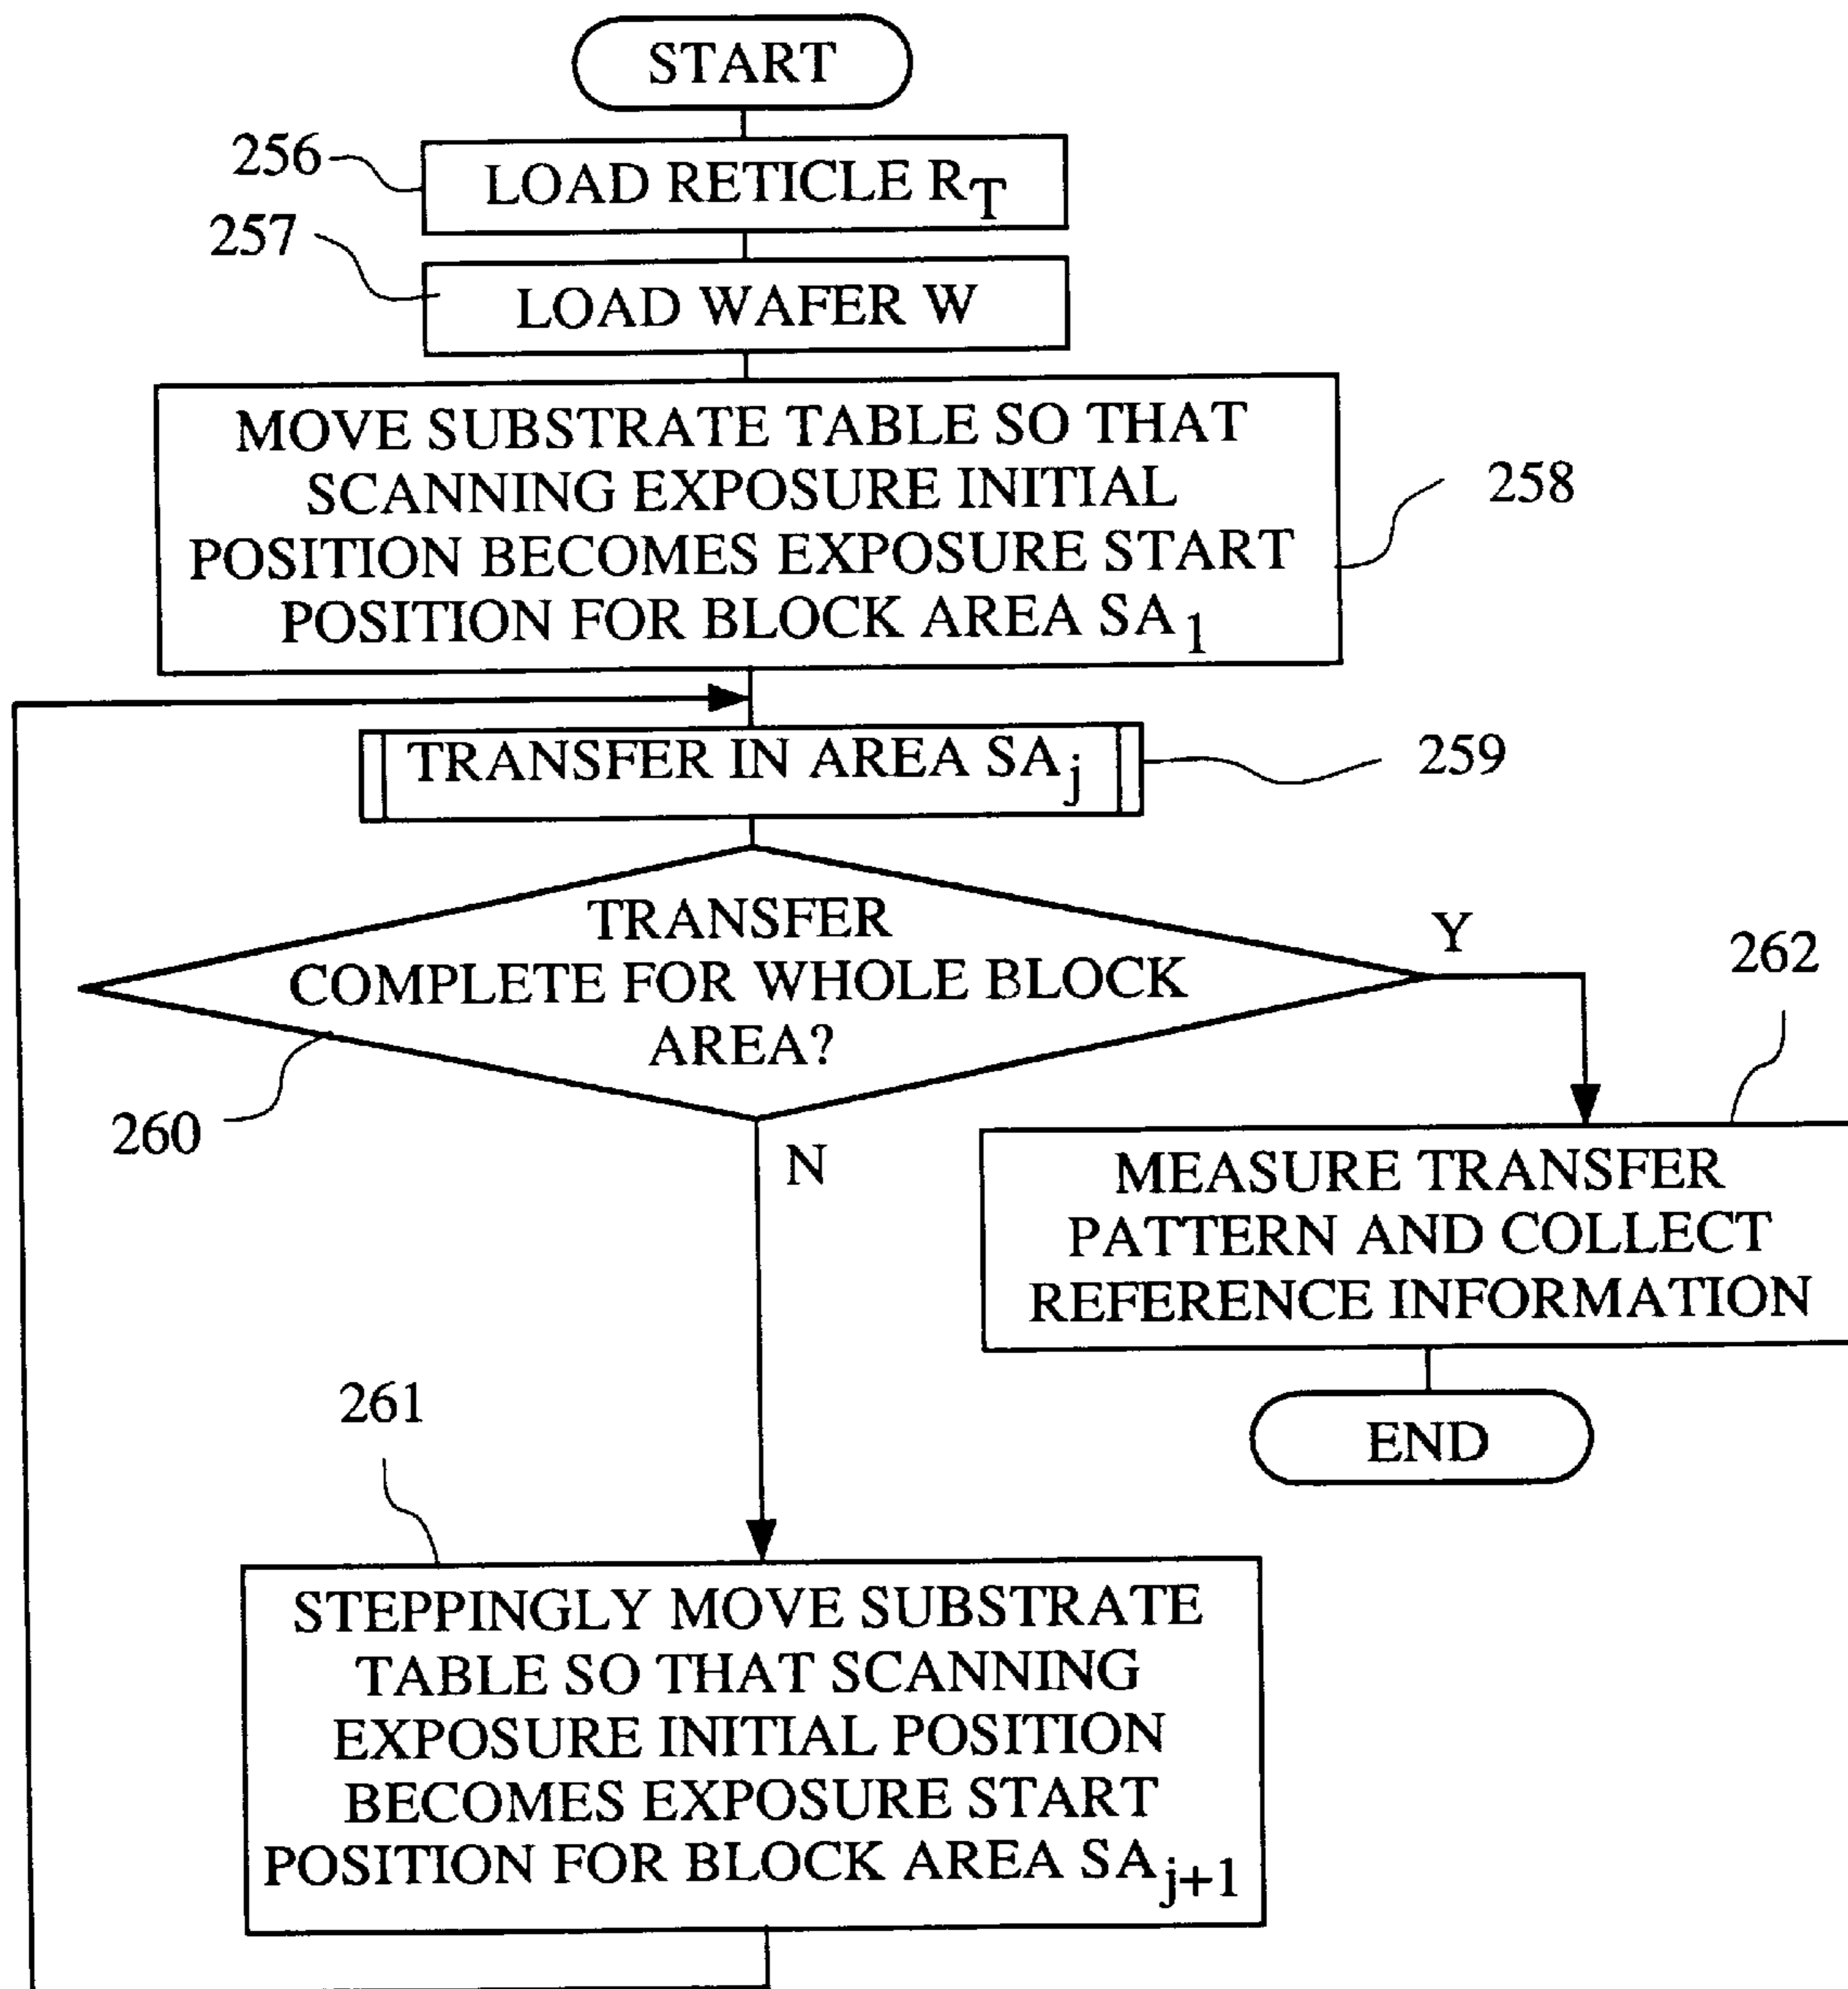 START
256
LOAD RETICLE RT
257
LOAD WAFER W
MOVE SUBSTRATE TABLE SO THAT
SCANNING EXPOSURE INITIAL
POSITION BECOMES EXPOSURE START
POSITION FOR BLOCK AREA SA1
258
TRANSFER IN AREA SAj
259
TRANSFER
COMPLETE FOR WHOLE BLOCK
AREA?
Y
262
260
N
MEASURE TRANSFER
PATTERN AND COLLECT
REFERENCE INFORMATION
END
261
STEPPINGLY MOVE SUBSTRATE
TABLE SO THAT SCANNING
EXPOSURE INITIAL POSITION
BECOMES EXPOSURE START
POSITION FOR BLOCK AREA SAj+1